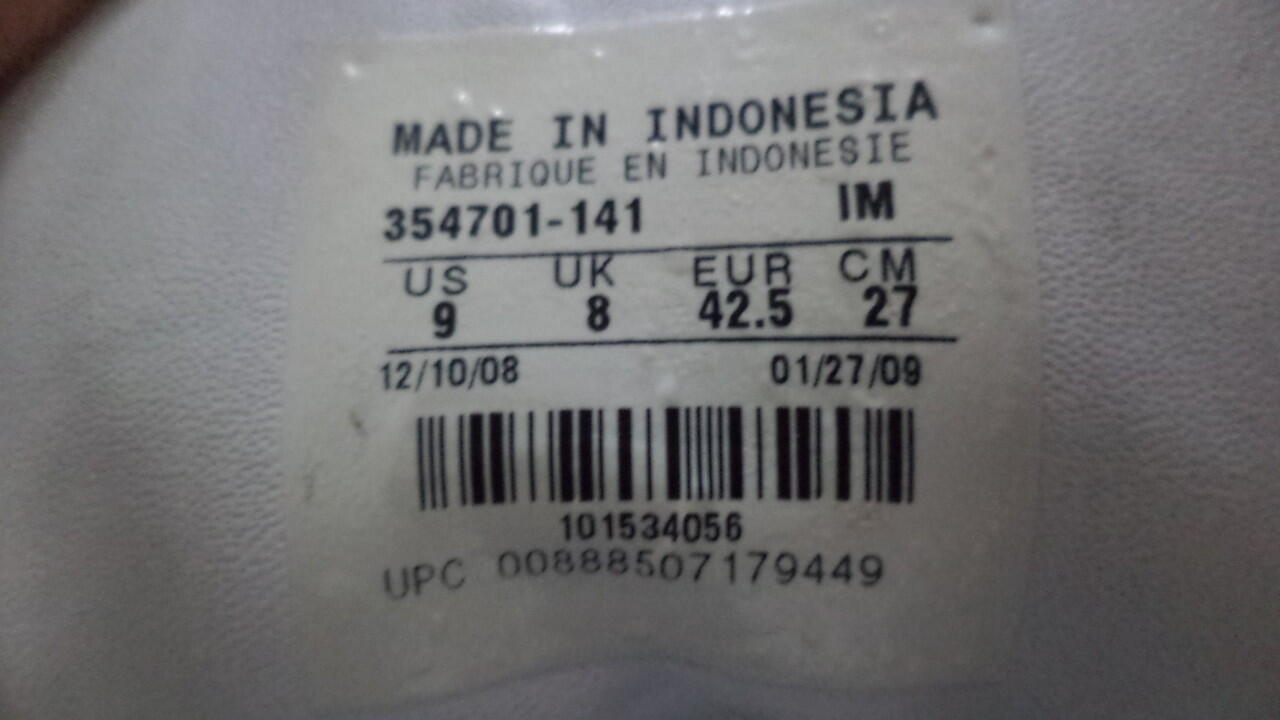 MADE IN INDONESIA
FABRIQUE EN INDONESIE
354701-141 IM
US UK EUR CM
9 8 42.5 27
12/10/08 01/27/09
101534056
UPC 00888507179449